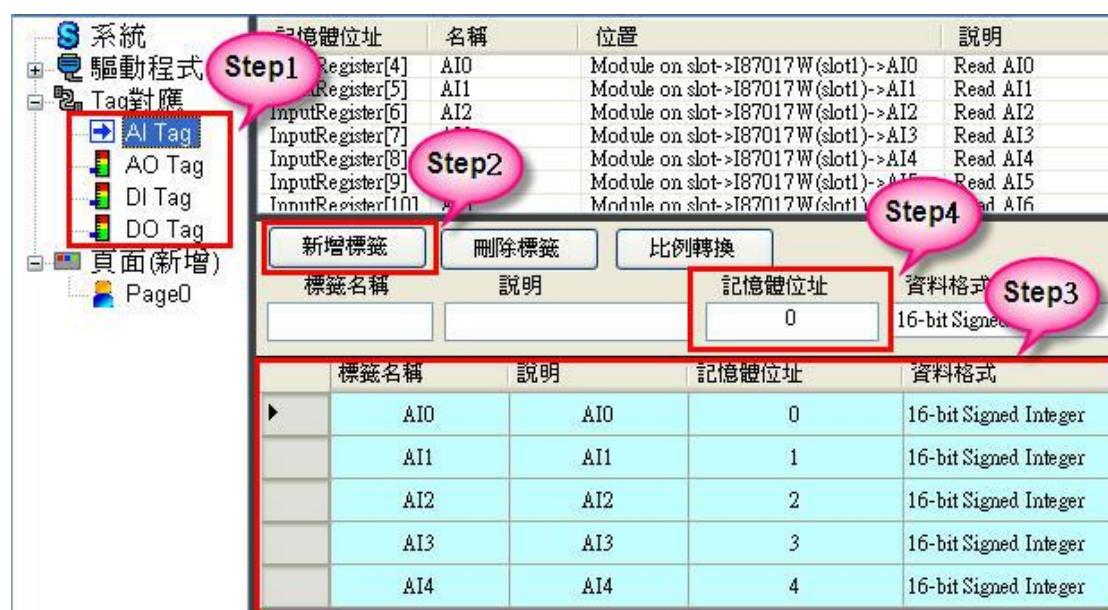 系統
驅動程式
Tag對應
AI Tag
AO Tag
DI Tag
DO Tag
頁面(新增)
Page0
Step1
記憶體位址 名稱 位置 說明
Register[4] AI0 Module on slot->I87017W(slot1)->AI0 Read AI0
Register[5] AI1 Module on slot->I87017W(slot1)->AI1 Read AI1
InputRegister[6] AI2 Module on slot->I87017W(slot1)->AI2 Read AI2
InputRegister[7] Module on slot->I87017W(slot1)->AI3 Read AI3
InputRegister[8] Module on slot->I87017W(slot1)->AI4 Read AI4
InputRegister[9] Module on slot->I87017W(slot1)-> Read AI5
InputRegister[10] Module on slot->I87017W(slot1) Read AI6
Step2
Step4
新增標籤 刪除標籤 比例轉換
標籤名稱 說明 記憶體位址 資料格式
Step3
0 16-bit Signed
標籤名稱 說明 記憶體位址 資料格式
AI0 AI0 0 16-bit Signed Integer
AI1 AI1 1 16-bit Signed Integer
AI2 AI2 2 16-bit Signed Integer
AI3 AI3 3 16-bit Signed Integer
AI4 AI4 4 16-bit Signed Integer